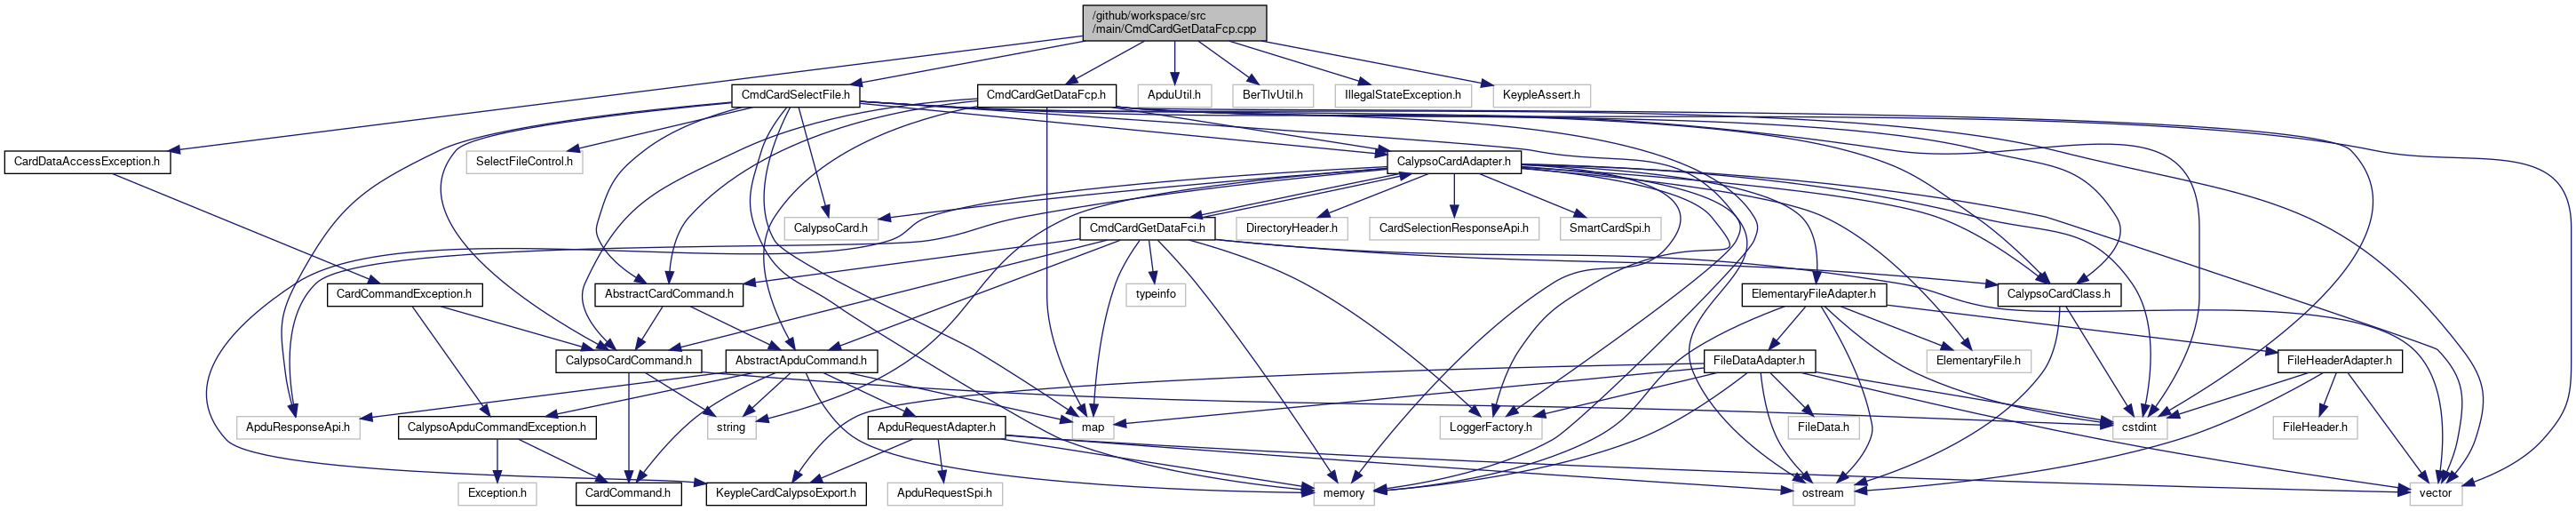 /github/workspace/src
/main/CmdCardGetDataFcp.cpp
CmdCardSelectFile.h
CmdCardGetDataFcp.h
ApduUtil.h
BerTlvUtil.h
IllegalStateException.h
KeypleAssert.h
CardDataAccessException.h
SelectFileControl.h
CalypsoCardAdapter.h
CalypsoCard.h
CmdCardGetDataFci.h
DirectoryHeader.h
CardSelectionResponseApi.h
SmartCardSpi.h
CardCommandException.h
AbstractCardCommand.h
typeinfo
ElementaryFileAdapter.h
CalypsoCardClass.h
CalypsoCardCommand.h
AbstractApduCommand.h
FileDataAdapter.h
ElementaryFile.h
FileHeaderAdapter.h
ApduResponseApi.h
CalypsoApduCommandException.h
string
ApduRequestAdapter.h
map
LoggerFactory.h
FileData.h
cstdint
FileHeader.h
Exception.h
CardCommand.h
KeypleCardCalypsoExport.h
ApduRequestSpi.h
memory
ostream
vector